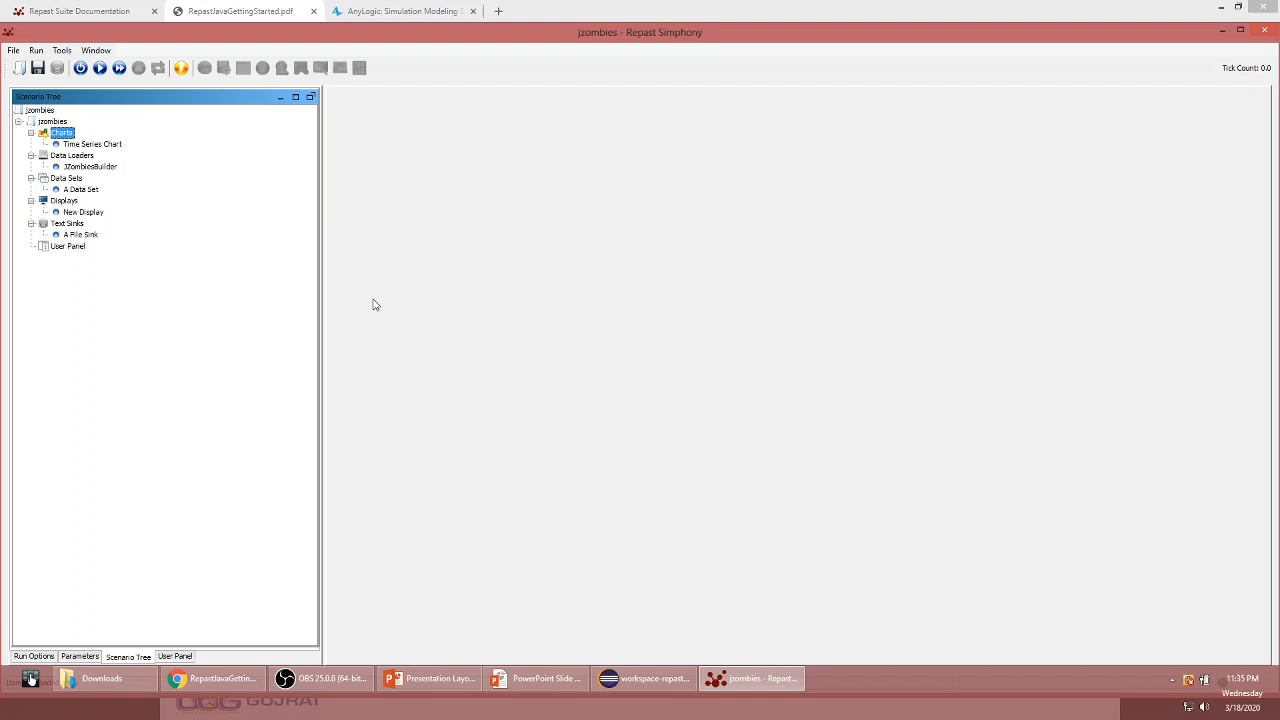 Repast Suite Documentation
RepastJavaGettingStarted.pdf
AnyLogic: Simulation Modeling S
jzombies - Repast Simphony
File Run Tools Window
Tick Count: 0.0
Scenario Tree
jzombies
jzombies
Charts
Time Series Chart
Data Loaders
JZombiesBuilder
Data Sets
A Data Set
Displays
New Display
Text Sinks
A File Sink
User Panel
Run Options Parameters Scenario Tree User Panel
Downloads
RepastJavaGettin...
OBS 25.0.0 (64-bit...
Presentation Layo...
PowerPoint Slide ...
workspace-repast...
jzombies - Repast...
11:35 PM
Wednesday
3/18/2020
GUJRAT